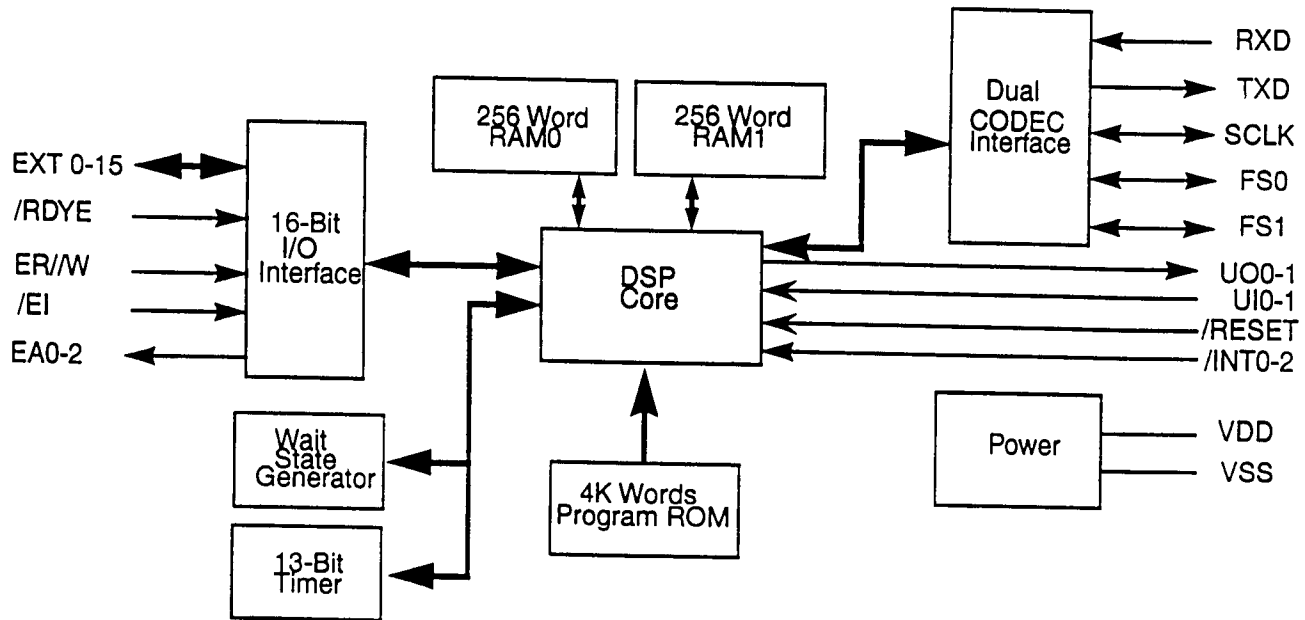 EXT 0-15
/RDYE
ER//W
/EI
EA0-2
16-Bit
I/O
Interface
256 Word
RAM0
256 Word
RAM1
DSP
Core
Dual
CODEC
Interface
RXD
TXD
SCLK
FS0
FS1
UO0-1
UI0-1
/RESET
/INT0-2
Wait
State
Generator
13-Bit
Timer
4K Words
Program ROM
Power
VDD
VSS